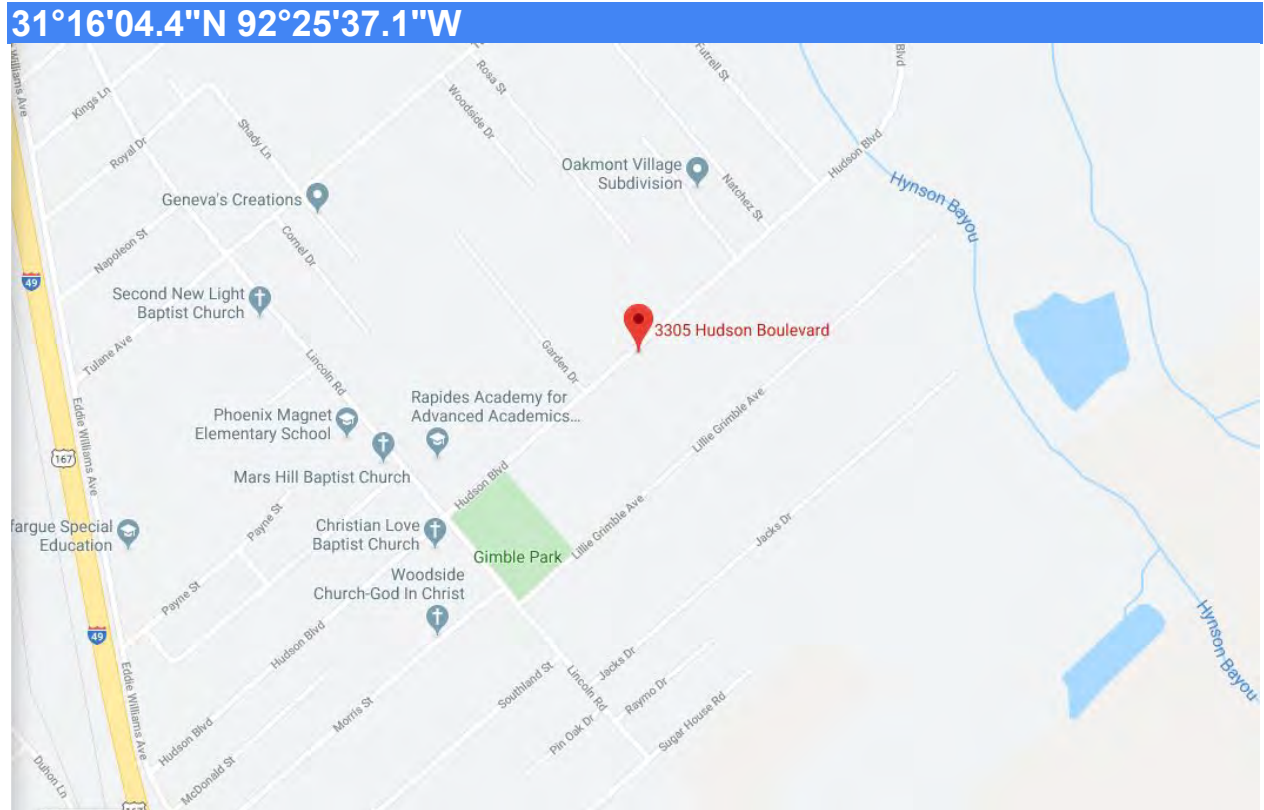 31°16'04.4"N 92°25'37.1"W
Williams Ave
Kings Ln
Royal Dr
Shady Ln
Rosa St
Woodside Dr
Futrell St
Blvd
Hudson Blvd
Oakmont Village
Subdivision
Natchez St
Hynson Bayou
Geneva's Creations
Cornel Dr
Napoleon St
49
Second New Light
Baptist Church
Tulane Ave
Lincoln Rd
Garden Dr
3305 Hudson Boulevard
Rapides Academy for
Advanced Academics...
Phoenix Magnet
Elementary School
Mars Hill Baptist Church
Eddie Williams Ave
167
Hudson Blvd
Lillie Grimble Ave
Lillie Grimble Ave
Jacks Dr
fargue Special
Education
Payne St
Christian Love
Baptist Church
Gimble Park
Woodside
Church-God In Christ
Payne St
49
Hudson Blvd
Eddie Williams Ave
Hudson Blvd
McDonald St
Morris St
Southland St
Lincoln Rd
Jacks Dr
Raymo Dr
Pin Oak Dr
Sugar House Rd
Hynson Bayou
Duhon Ln
167